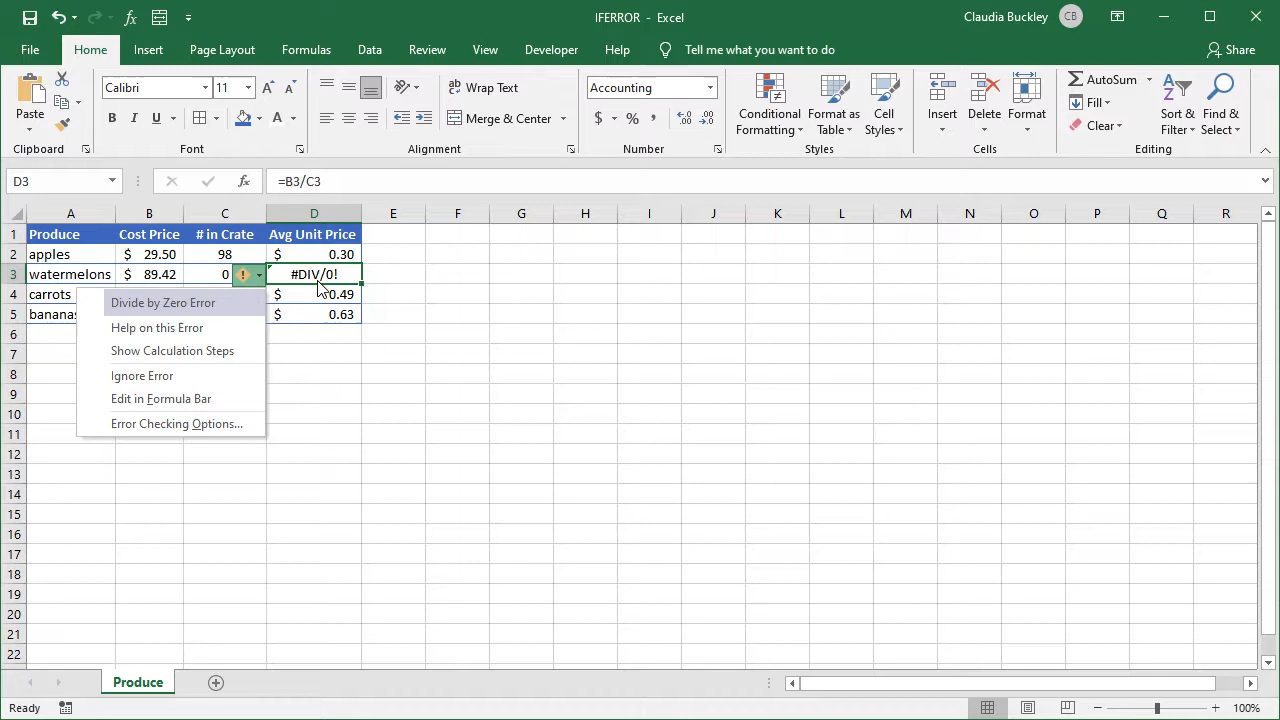 IFERROR - Excel
Claudia Buckley CB
File Home Insert Page Layout Formulas Data Review View Developer Help Tell me what you want to do Share
Paste
Clipboard
Calibri 11
B I U
Font
Wrap Text
Merge & Center
Alignment
Accounting
$ % ,
Number
Conditional Formatting
Format as Table
Cell Styles
Styles
Insert Delete Format
Cells
AutoSum
Fill
Clear
Sort & Filter
Find & Select
Editing
D3 fx =B3/C3
A B C D E F G H I J K L M N O P Q R
1 Produce Cost Price # in Crate Avg Unit Price
2 apples $ 29.50 98 $ 0.30
3 watermelons $ 89.42 0 #DIV/0!
4 carrots $ 0.49
5 bananas $ 0.63
Divide by Zero Error
Help on this Error
Show Calculation Steps
Ignore Error
Edit in Formula Bar
Error Checking Options...
6
7
8
9
10
11
12
13
14
15
16
17
18
19
20
21
22
Produce
Ready 100%